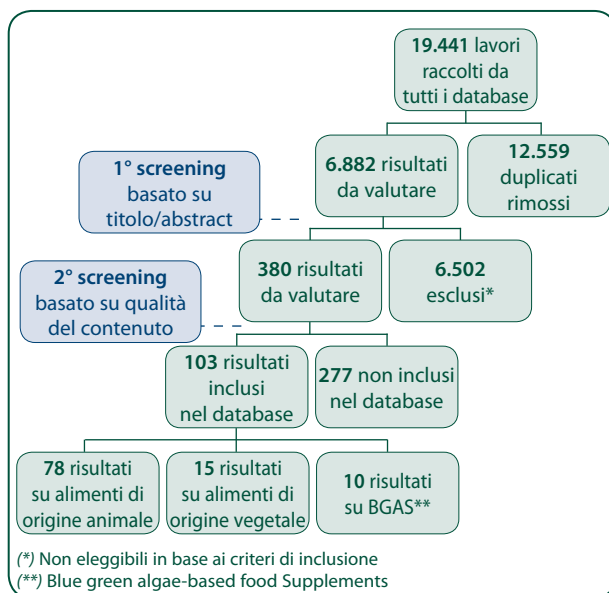 19.441 lavori
raccolti da
tutti i database
1° screening
basato su
titolo/abstract
6.882 risultati
da valutare
12.559
duplicati
rimossi
2° screening
basato su qualità
del contenuto
380 risultati
da valutare
6.502
esclusi*
103 risultati
inclusi
nel database
277 non inclusi
nel database
78 risultati
su alimenti di
origine animale
15 risultati
su alimenti di
origine vegetale
10 risultati
su BGAS**
(*) Non eleggibili in base ai criteri di inclusione
(**) Blue green algae-based food Supplements